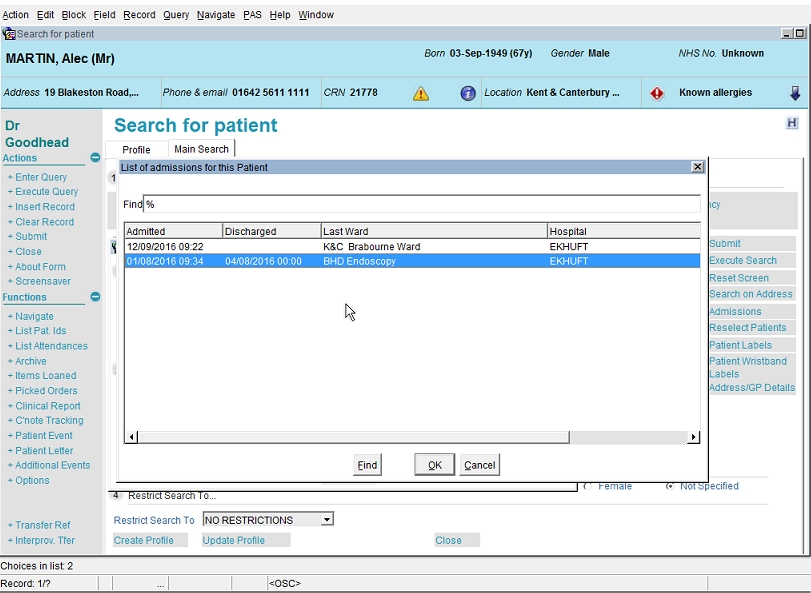 Action Edit Block Field Record Query Navigate PAS Help Window
Search for patient
MARTIN, Alec (Mr) Born 03-Sep-1949 (67y) Gender Male NHS No. Unknown
Address 19 Blakeston Road,... Phone & email 01642 5611 1111 CRN 21778 Location Kent & Canterbury ... Known allergies
Dr
Goodhead
Actions
+ Enter Query
+ Execute Query
+ Insert Record
+ Clear Record
+ Submit
+ Close
+ About Form
+ Screensaver
Functions
+ Navigate
+ List Pat. Ids
+ List Attendances
+ Archive
+ Items Loaned
+ Picked Orders
+ Clinical Report
+ C'note Tracking
+ Patient Event
+ Patient Letter
+ Additional Events
+ Options
+ Transfer Ref
+ Interprov. Tfer
Search for patient
H
Profile Main Search
1
List of admissions for this Patient
Find %
Admitted Discharged Last Ward Hospital
12/09/2016 09:22 K&C Brabourne Ward EKHUFT
01/08/2016 09:34 04/08/2016 00:00 BHD Endoscopy EKHUFT
Find OK Cancel
ncy
Submit
Execute Search
Reset Screen
Search on Address
Admissions
Reselect Patients
Patient Labels
Patient Wristband
Labels
Address/GP Details
Female Not Specified
4 Restrict Search To...
Restrict Search To NO RESTRICTIONS
Create Profile Update Profile Close
Choices in list: 2
Record: 1/? ... <OSC>